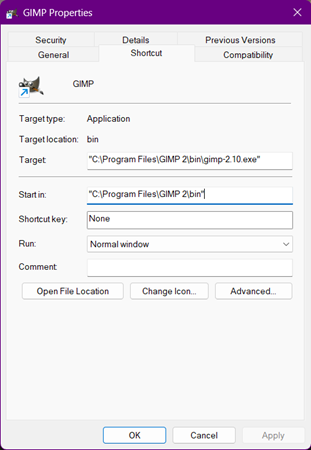 GIMP Properties
Security Details Previous Versions
General Shortcut Compatibility
GIMP
Target type: Application
Target location: bin
Target: "C:\Program Files\GIMP 2\bin\gimp-2.10.exe"
Start in: "C:\Program Files\GIMP 2\bin"
Shortcut key: None
Run: Normal window
Comment:
Open File Location Change Icon... Advanced...
OK Cancel Apply